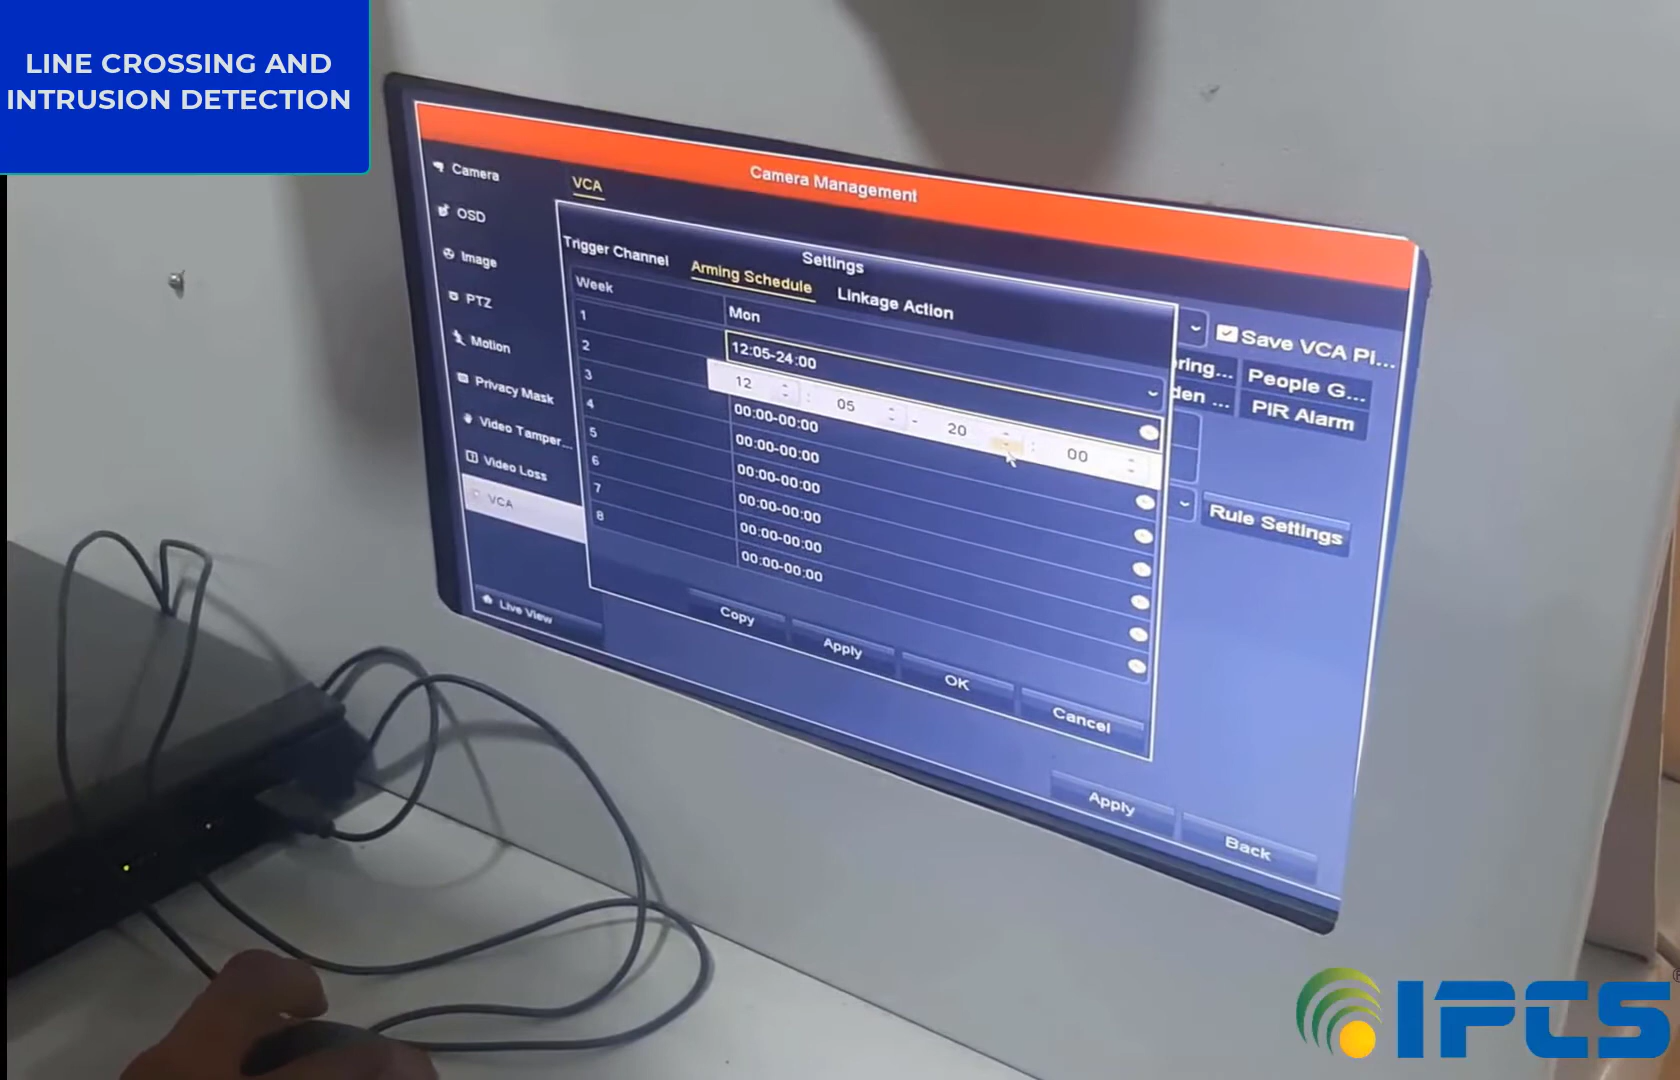 LINE CROSSING AND
INTRUSION DETECTION
Camera Management
Camera
OSD
Image
PTZ
Motion
Privacy Mask
Video Tamper...
Video Loss
VCA
Live View
VCA
Settings
Trigger Channel
Arming Schedule
Linkage Action
Week
Mon
1
12:05-24:00
2
12 : 05 - 20 : 00
3
00:00-00:00
4
00:00-00:00
5
00:00-00:00
6
00:00-00:00
7
00:00-00:00
8
00:00-00:00
Copy
Apply
OK
Cancel
Save VCA Pi...
ring...
People G...
den ...
PIR Alarm
Rule Settings
Apply
Back
IPCS